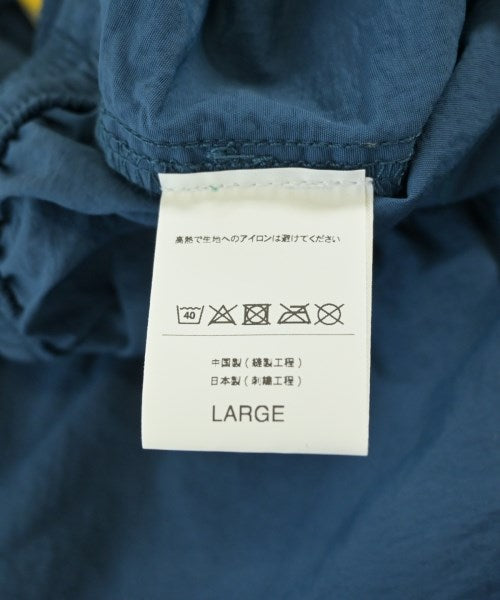 高熱で生地へのアイロンは避けてください
40
中国製 ( 縫製工程 )
日本製 ( 刺繍工程 )
LARGE